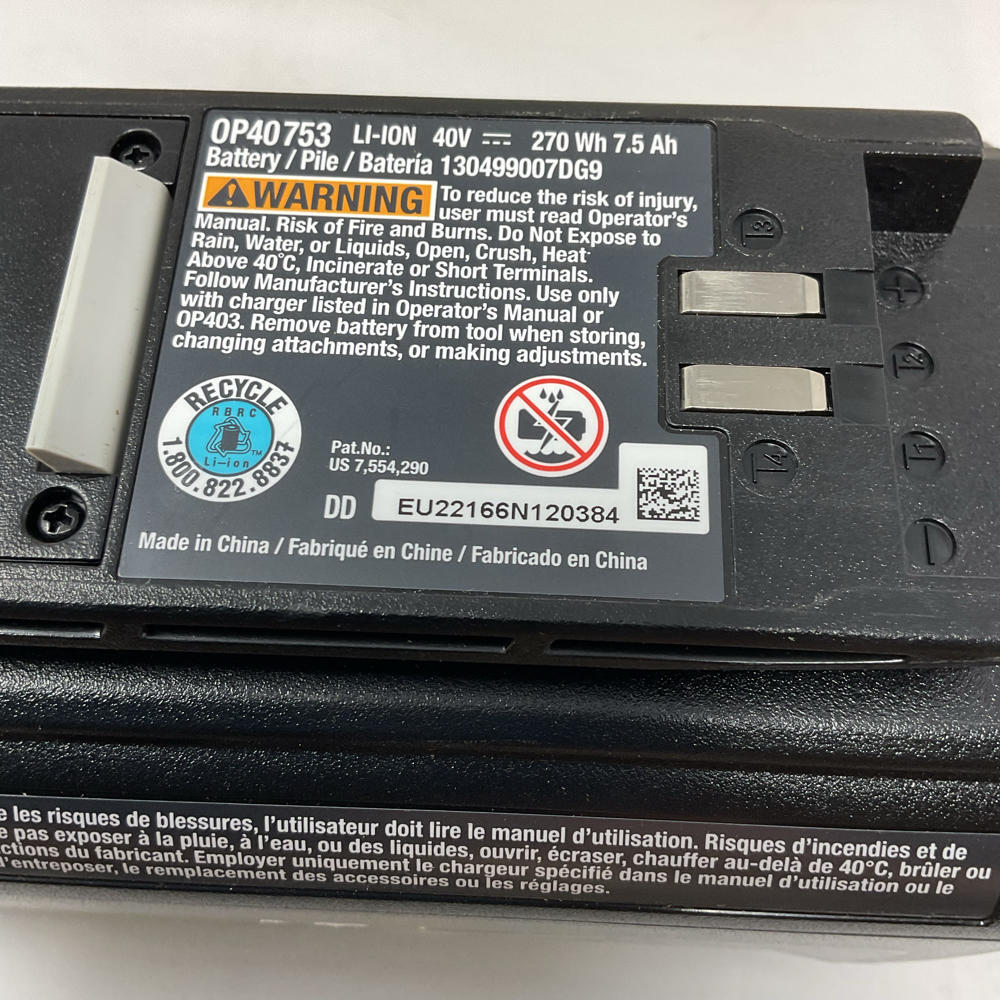 OP40753 LI-ION 40V 270 Wh 7.5 Ah
Battery / Pile / Batería 130499007DG9
WARNING To reduce the risk of injury,
user must read Operator's
Manual. Risk of Fire and Burns. Do Not Expose to
Rain, Water, or Liquids, Open, Crush, Heat
Above 40°C, Incinerate or Short Terminals.
Follow Manufacturer's Instructions. Use only
with charger listed in Operator's Manual or
OP403. Remove battery from tool when storing,
changing attachments, or making adjustments.
RECYCLE
RBRC
Li-ion TM
1.800.822.8837
Pat.No.:
US 7,554,290
DD EU22166N120384
Made in China / Fabriqué en Chine / Fabricado en China
T3
+
T2
T1
T4
−
e les risques de blessures, l'utilisateur doit lire le manuel d'utilisation. Risques d'incendies et de
e pas exposer à la pluie, à l'eau, ou des liquides, ouvrir, écraser, chauffer au-delà de 40°C, brûler ou
ctions du fabricant. Employer uniquement le chargeur spécifié dans le manuel d'utilisation ou le
d'entreposer, le remplacement des accessoires ou les réglages.